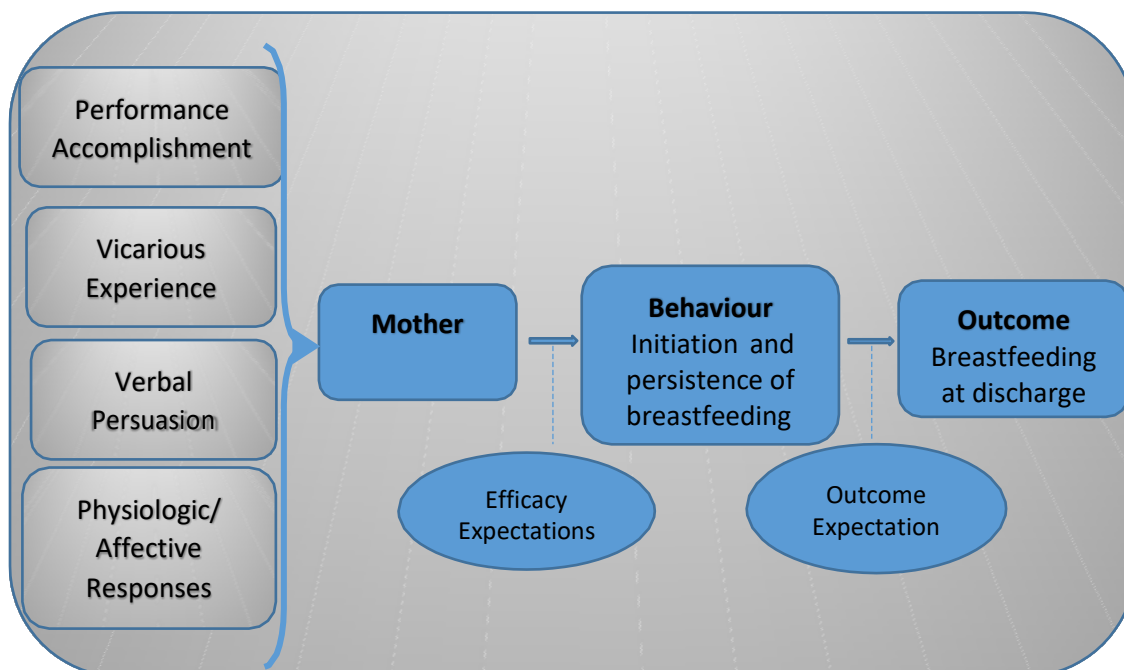 Performance
Accomplishment
Vicarious
Experience
Verbal
Persuasion
Physiologic/
Affective
Responses
Mother
Behaviour
Initiation and
persistence of
breastfeeding
Outcome
Breastfeeding
at discharge
Efficacy
Expectations
Outcome
Expectation